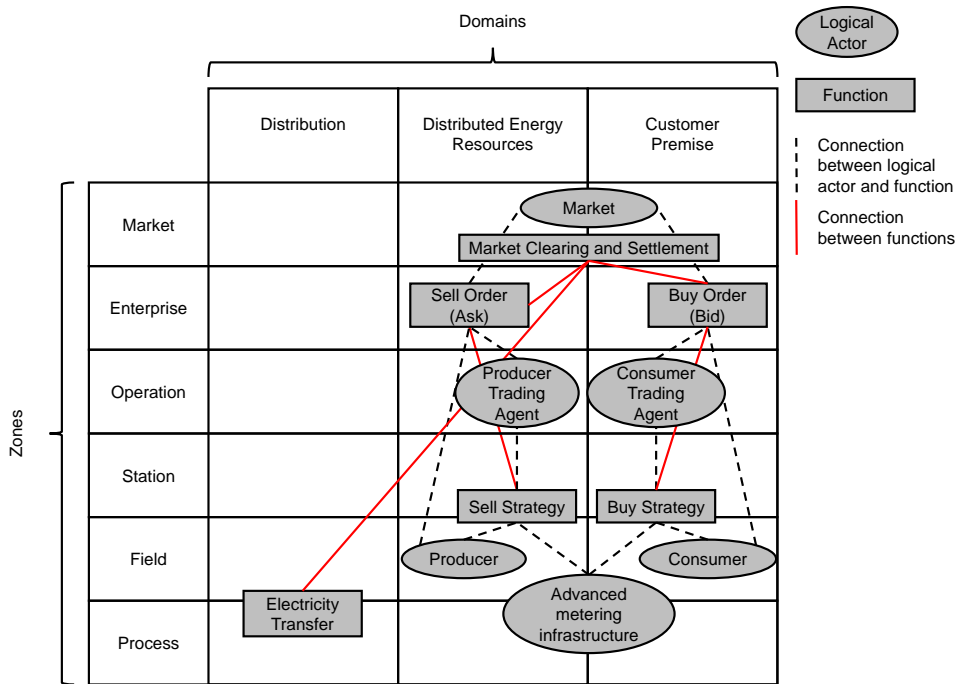 Domains
Logical
Actor
Function
Connection
between logical
actor and function
Connection
between functions
Distribution
Distributed Energy
Resources
Customer
Premise
Zones
Market
Market
Market Clearing and Settlement
Enterprise
Sell Order
(Ask)
Buy Order
(Bid)
Operation
Producer
Trading
Agent
Consumer
Trading
Agent
Station
Sell Strategy
Buy Strategy
Field
Producer
Consumer
Electricity
Transfer
Advanced
metering
infrastructure
Process